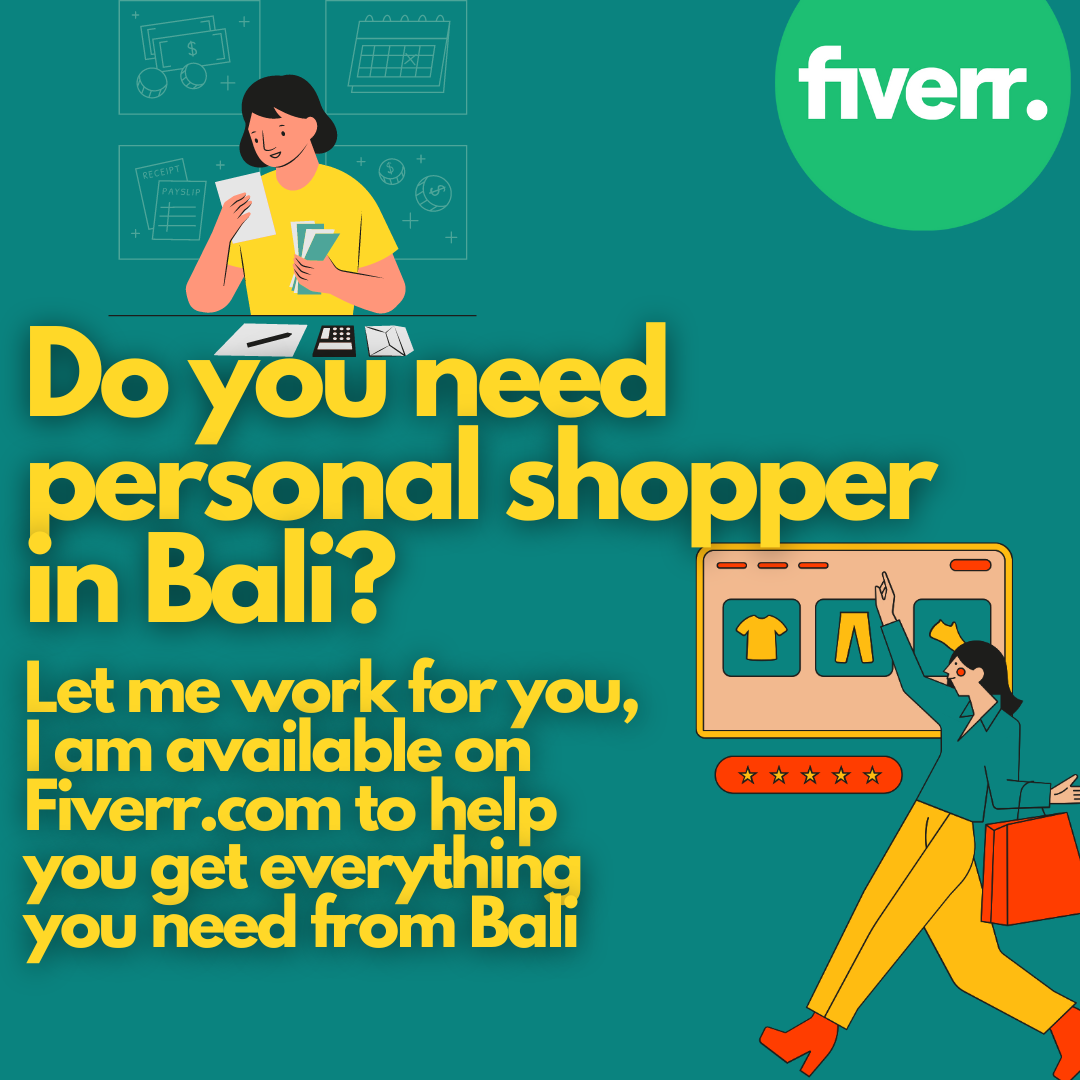 fiverr.
RECEIPT
PAYSLIP
Do you need
personal shopper
in Bali?
Let me work for you,
I am available on
Fiverr.com to help
you get everything
you need from Bali